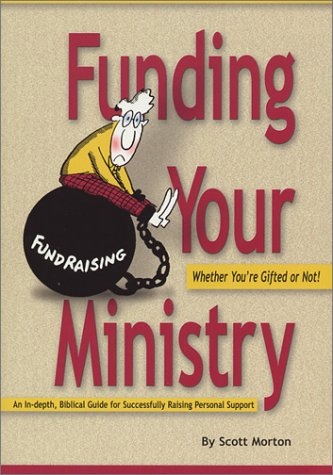 Funding
FUNDRAISING
Your
Whether You're Gifted or Not!
Ministry
An In-depth, Biblical Guide for Successfully Raising Personal Support
By Scott Morton